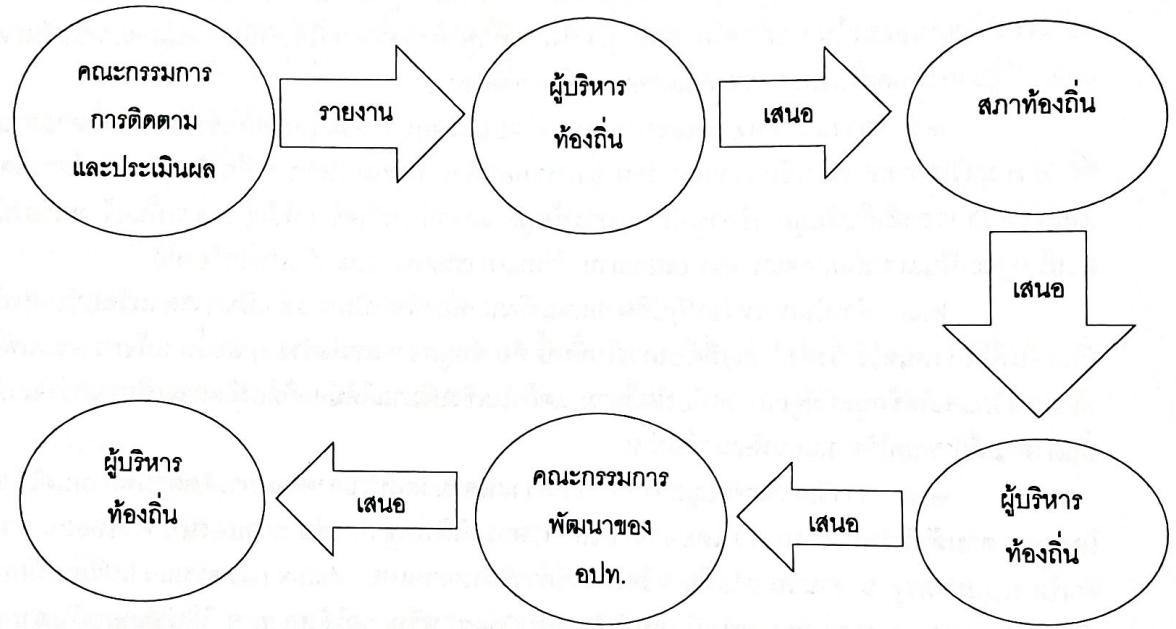 คณะกรรมการ
การติดตาม
และประเมินผล
รายงาน
ผู้บริหาร
ท้องถิ่น
เสนอ
สภาท้องถิ่น
เสนอ
ผู้บริหาร
ท้องถิ่น
เสนอ
คณะกรรมการ
พัฒนาของ
อปท.
เสนอ
ผู้บริหาร
ท้องถิ่น